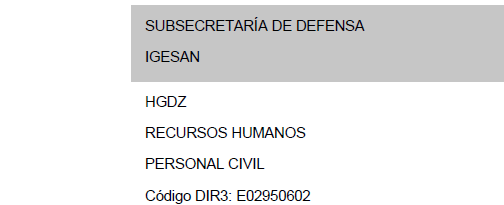 SUBSECRETARÍA DE DEFENSA
IGESAN
HGDZ
RECURSOS HUMANOS
PERSONAL CIVIL
Código DIR3: E02950602